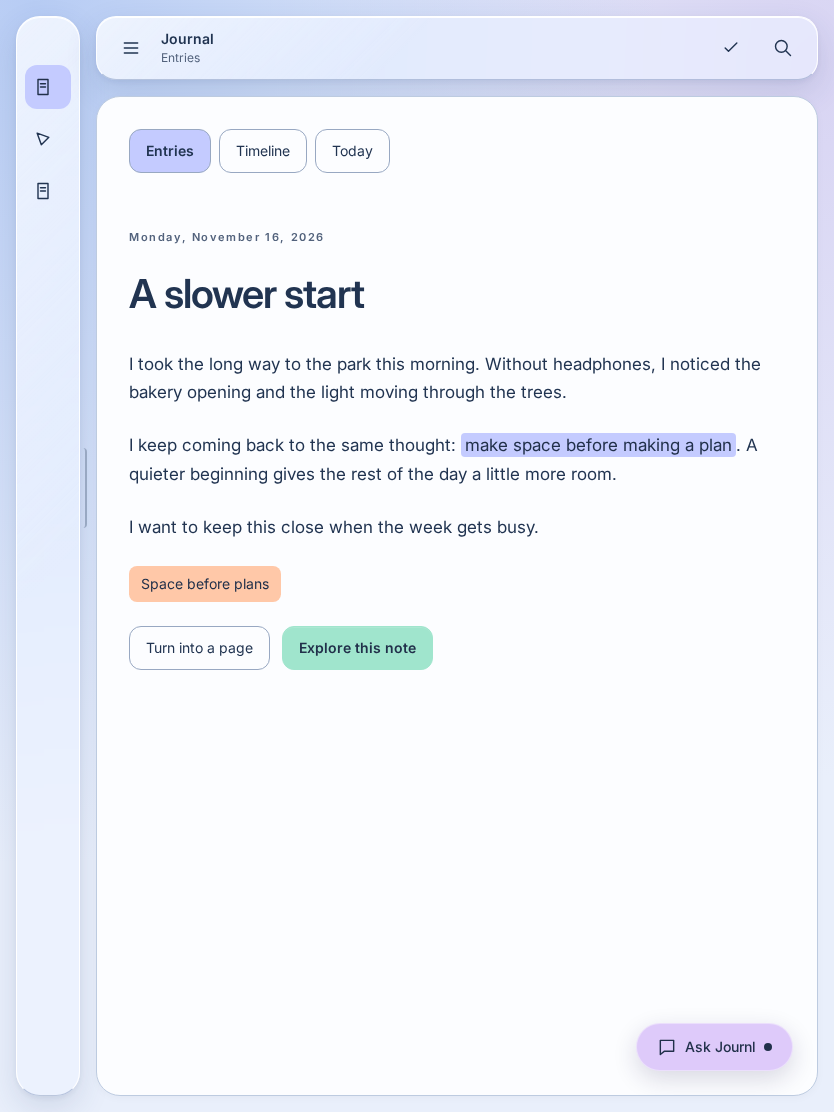 Journal
Entries
Entries Timeline Today
Monday, November 16, 2026
A slower start
I took the long way to the park this morning. Without headphones, I noticed the
bakery opening and the light moving through the trees.
I keep coming back to the same thought: make space before making a plan. A
quieter beginning gives the rest of the day a little more room.
I want to keep this close when the week gets busy.
Space before plans
Turn into a page Explore this note
Ask Journl